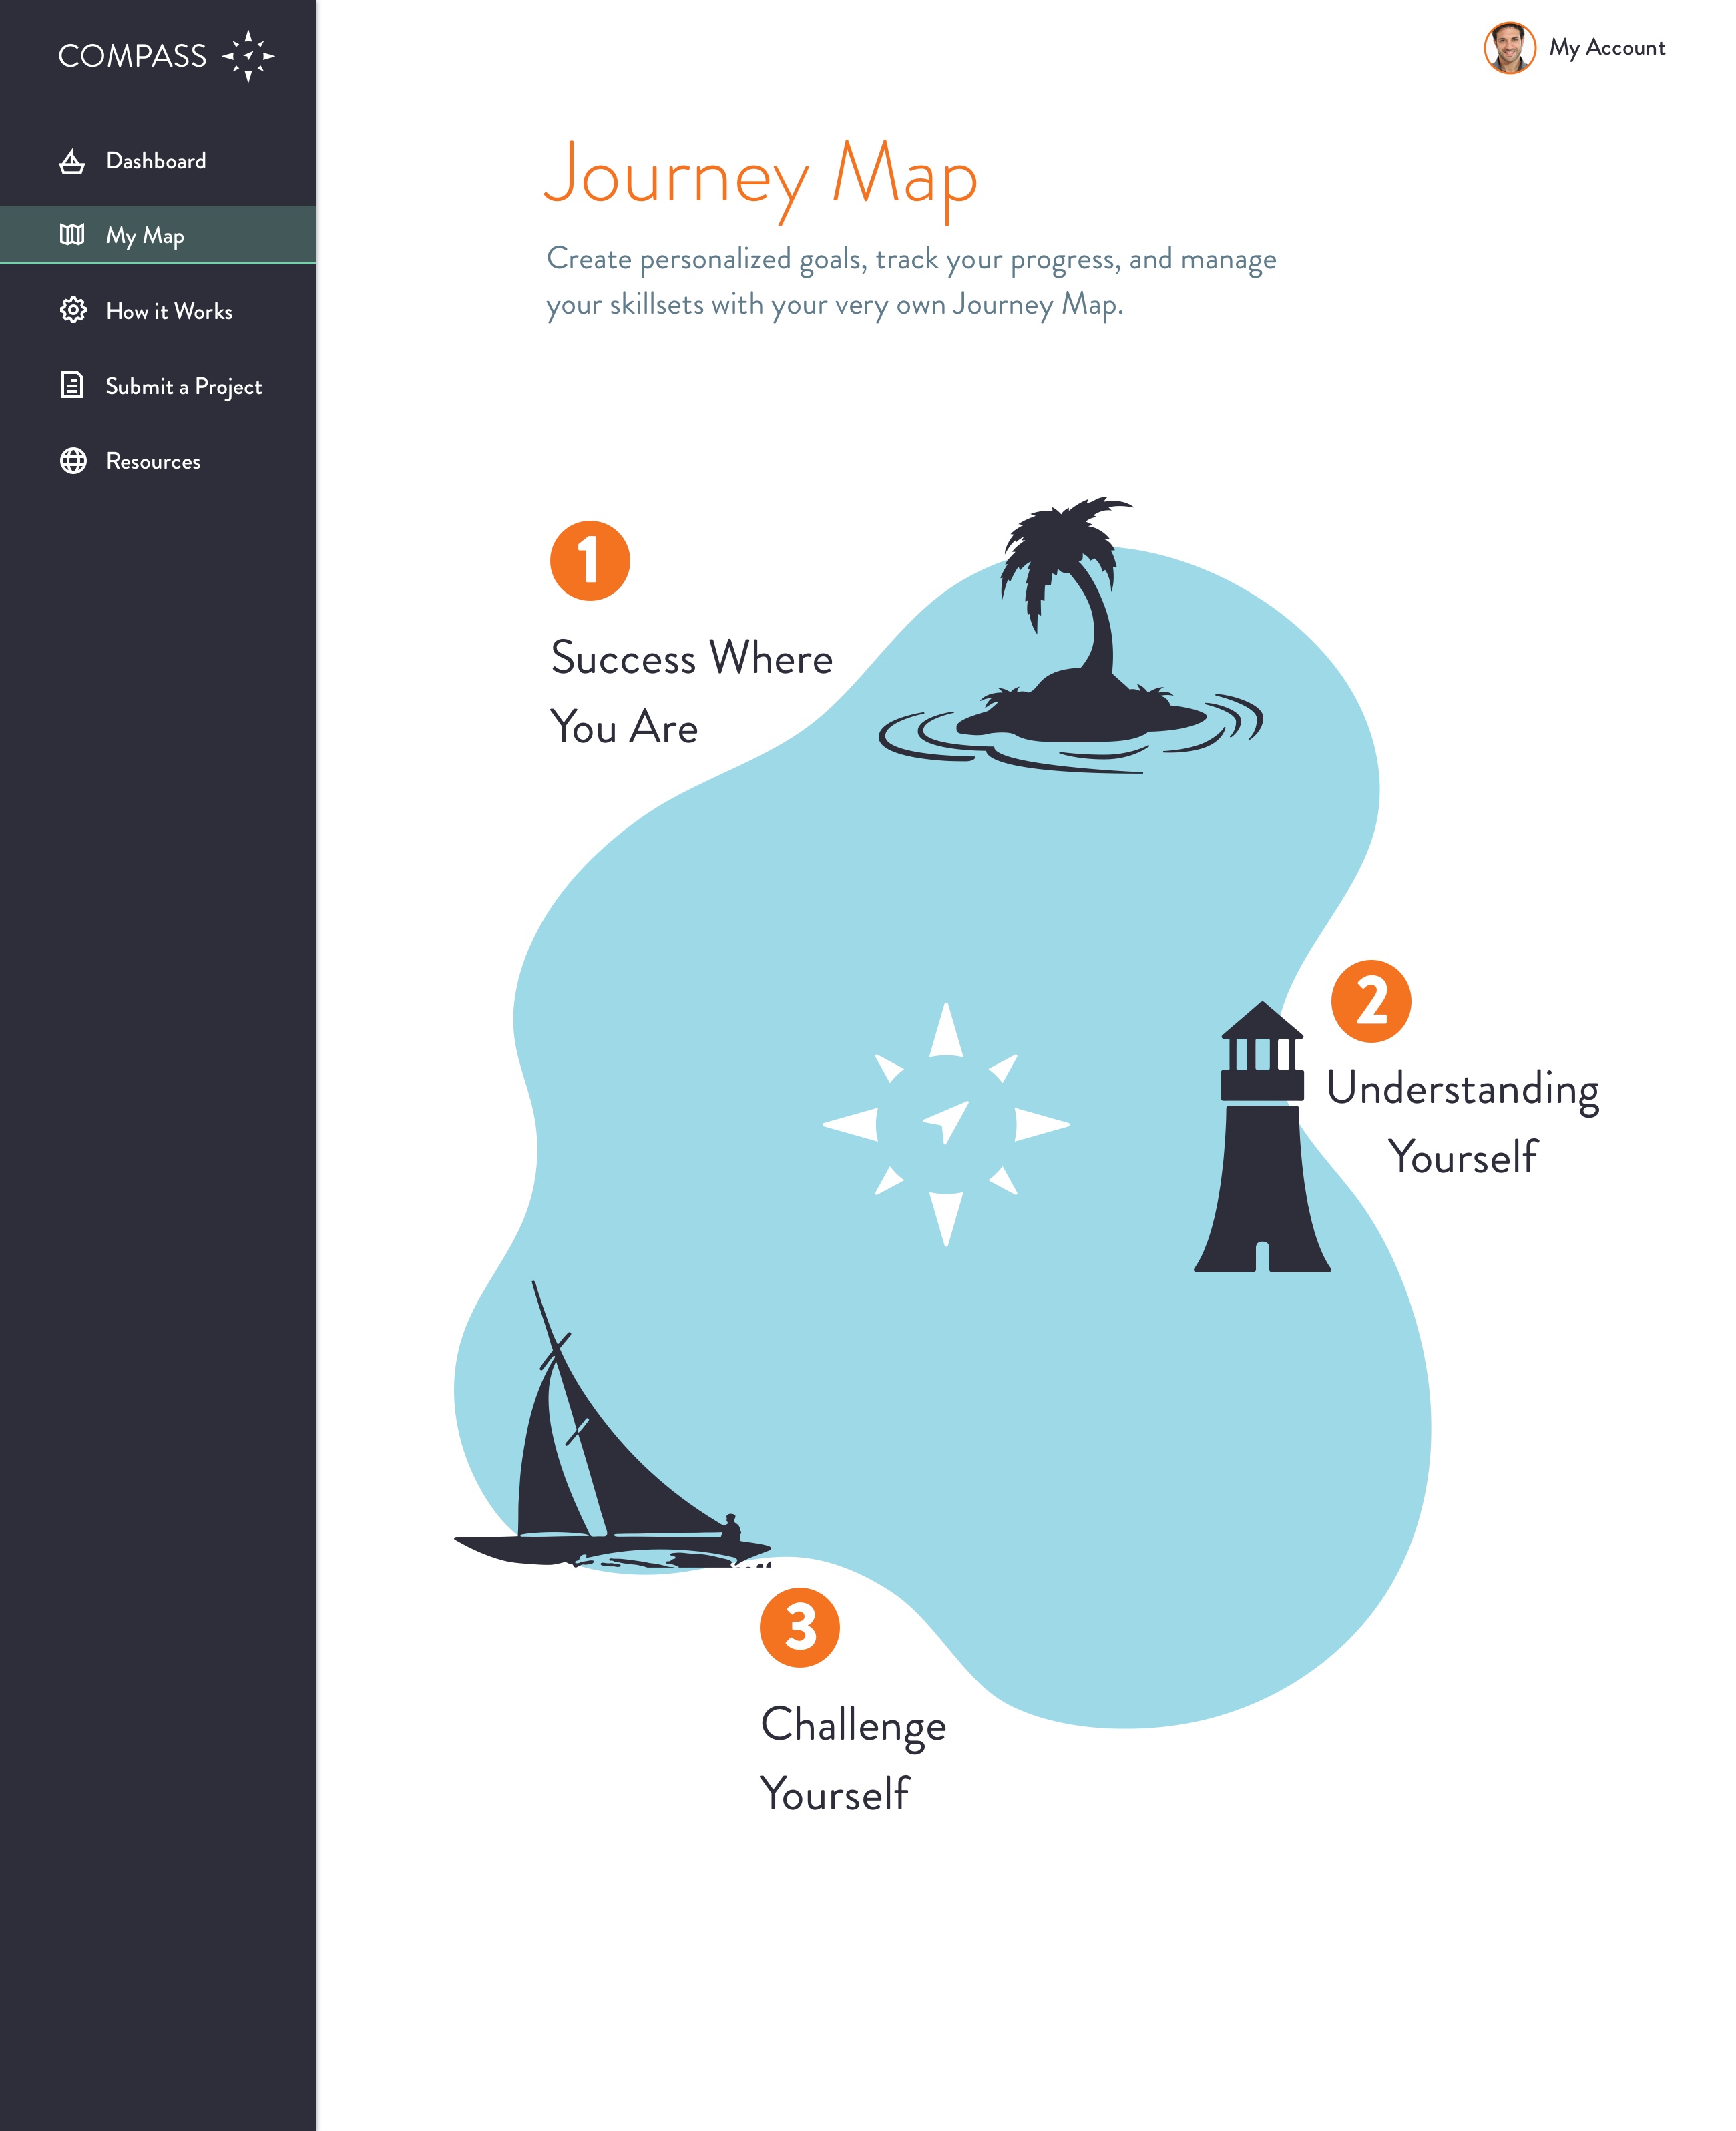 COMPASS
My Account
Dashboard
My Map
How it Works
Submit a Project
Resources
Journey Map
Create personalized goals, track your progress, and manage
your skillsets with your very own Journey Map.
1
Success Where
You Are
2
Understanding
Yourself
3
Challenge
Yourself